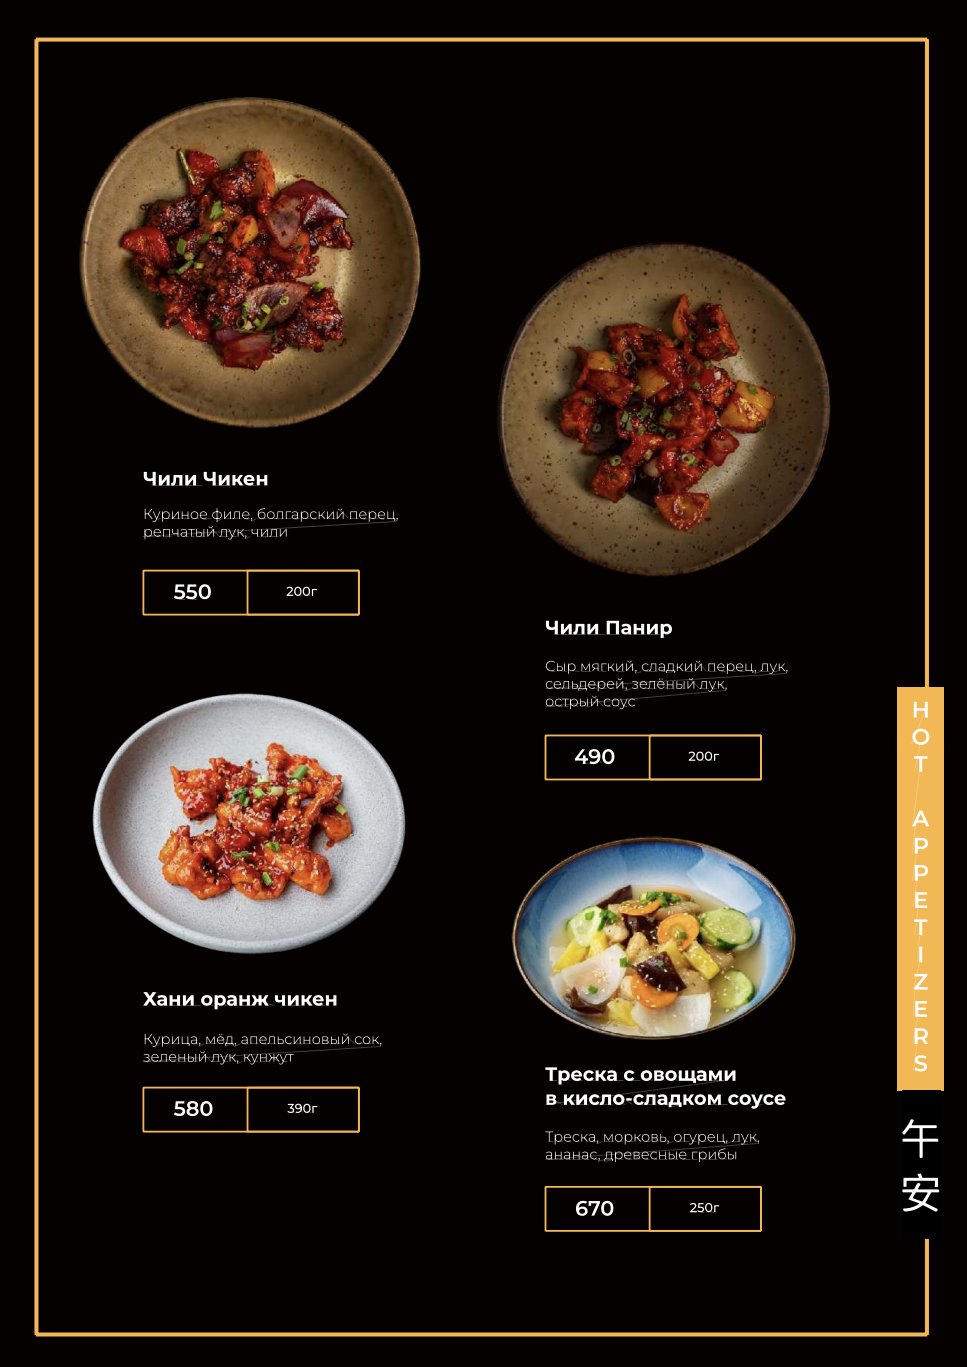 Чили Чикен
Куриное филе, болгарский перец,
репчатый лук, чили
550
200г
Чили Панир
Сыр мягкий, сладкий перец, лук,
сельдерей, зелёный лук,
острый соус
490
200г
Хани оранж чикен
Курица, мёд, апельсиновый сок,
зеленый лук, кунжут
580
390г
Треска с овощами
в кисло-сладком соусе
Треска, морковь, огурец, лук,
ананас, древесные грибы
670
250г
HOT APPETIZERS
午安